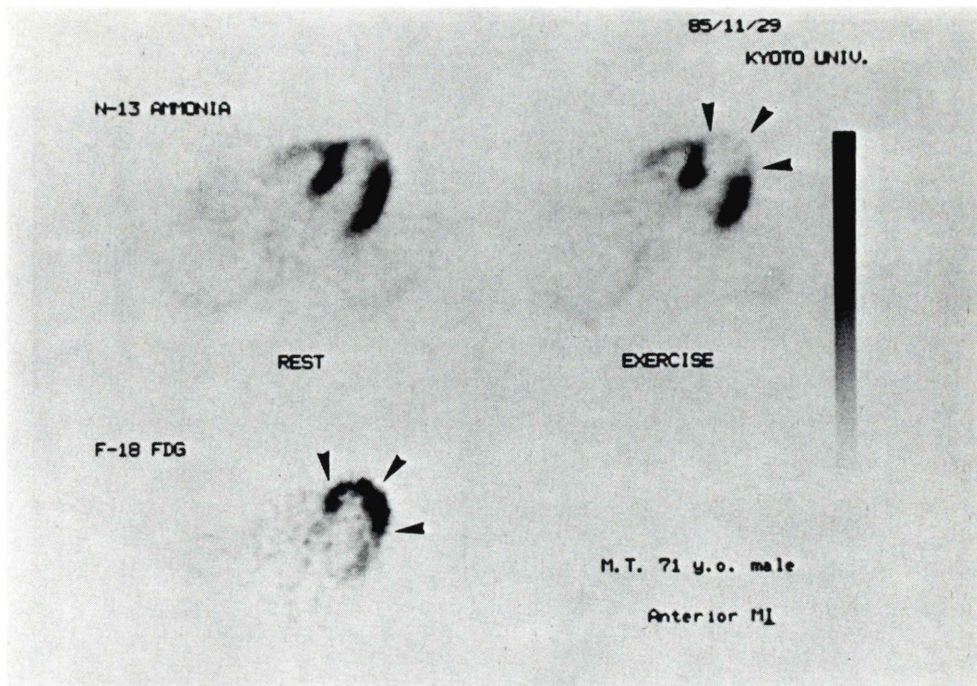 85/11/29
KYOTO UNIV.
N-13 AMMONIA
REST
EXERCISE
F-18 FDG
M.T. 71 y.o. male
Anterior MI